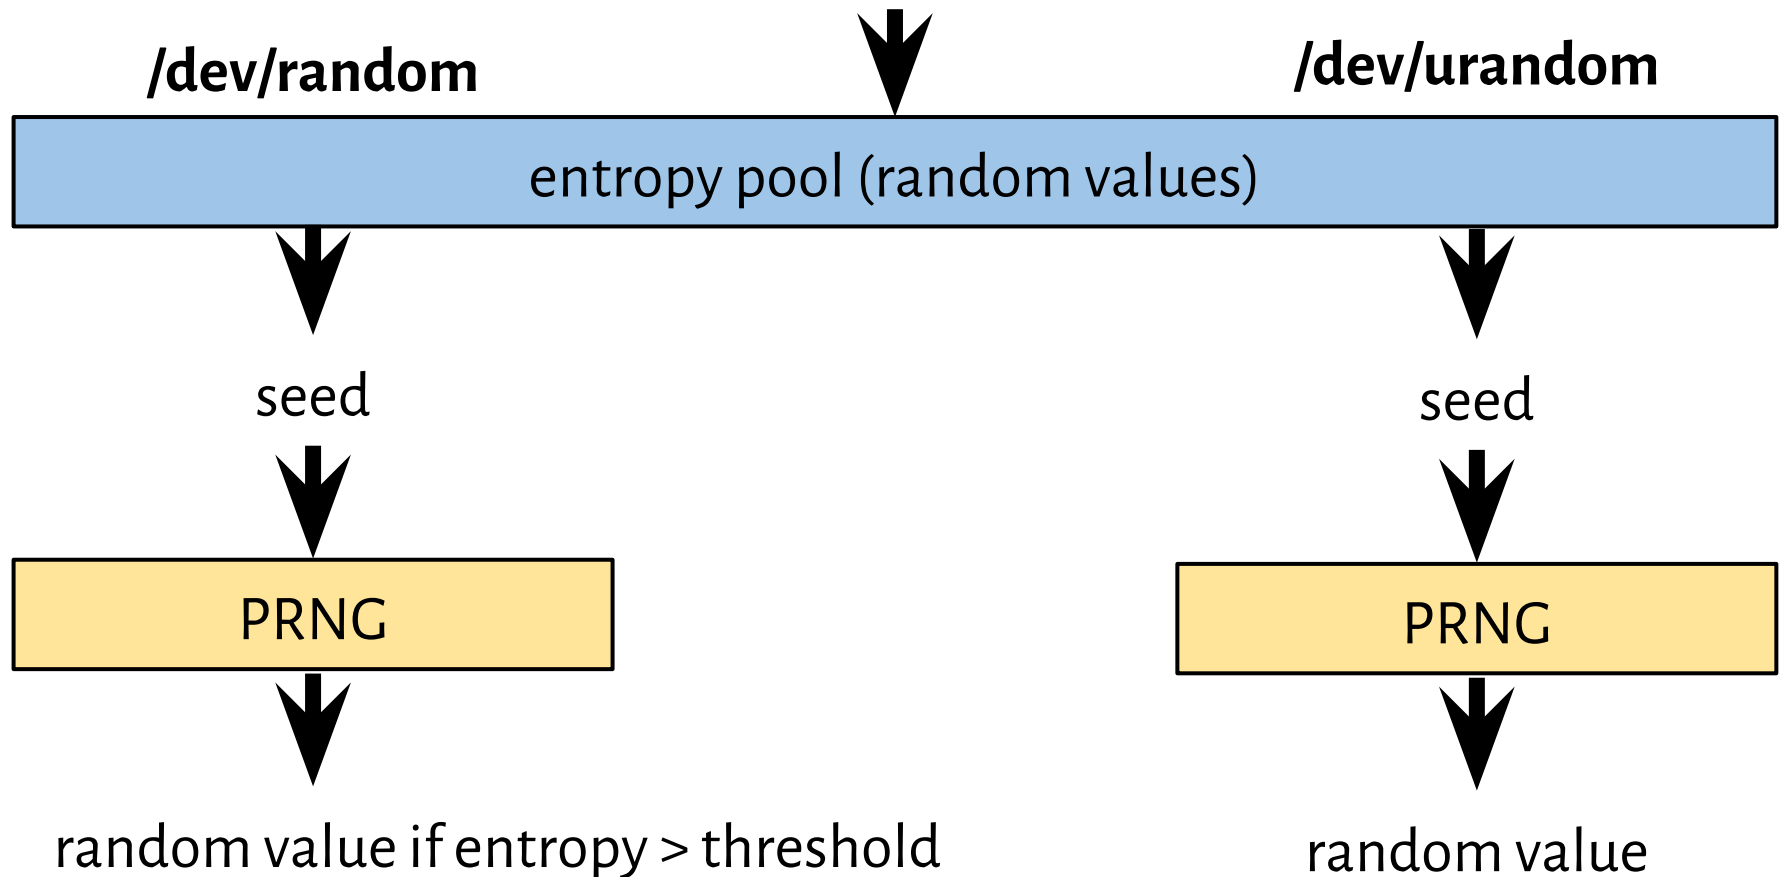 /dev/random
/dev/urandom
entropy pool (random values)
seed
seed
PRNG
PRNG
random value if entropy > threshold
random value